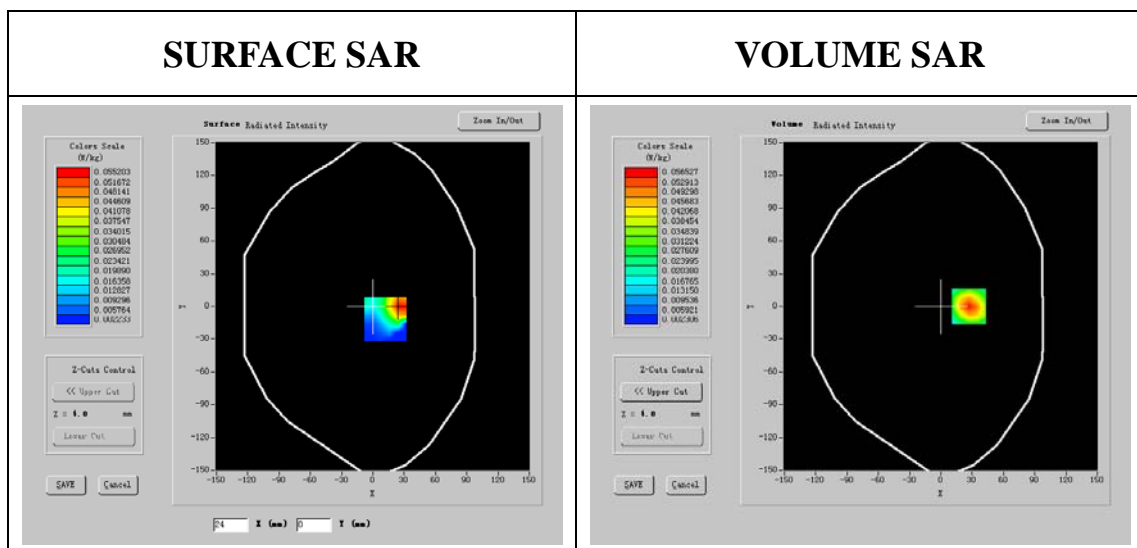 SURFACE SAR
VOLUME SAR
Surface Radiated Intensity
Zoom In/Out
Colors Scale
(W/kg)
0.055203
0.051672
0.048141
0.044609
0.041078
0.037547
0.034015
0.030484
0.026952
0.023421
0.019890
0.016358
0.012827
0.009296
0.005764
0.002233
Z-Cuts Control
<< Upper Cut
Z = 4.0 mm
Lower Cut
SAVE
Cancel
150
120
90
60
30
0
-30
-60
-90
-120
-150
Y
-150 -120 -90 -60 -30 0 30 60 90 120 150
X
24 X (mm) 0 Y (mm)
Volume Radiated Intensity
Zoom In/Out
Colors Scale
(W/kg)
0.056527
0.052913
0.049298
0.045683
0.042068
0.038454
0.034839
0.031224
0.027609
0.023995
0.020380
0.016765
0.013150
0.009536
0.005921
0.002306
Z-Cuts Control
<< Upper Cut
Z = 4.0 mm
Lower Cut
SAVE
Cancel
150
120
90
60
30
0
-30
-60
-90
-120
-150
Y
-150 -120 -90 -60 -30 0 30 60 90 120 150
X